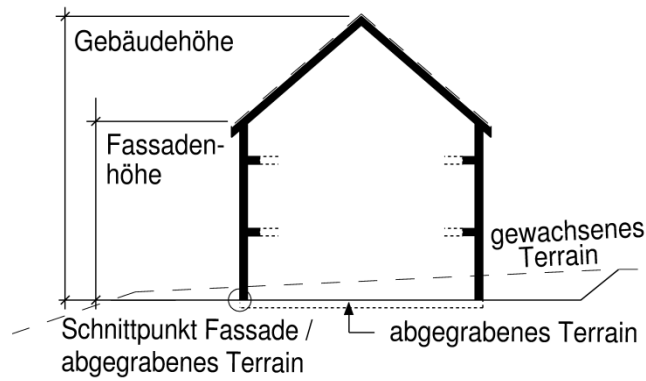 Gebäudehöhe
Fassaden-
höhe
gewachsenes
Terrain
Schnittpunkt Fassade /
abgegrabenes Terrain
abgegrabenes Terrain